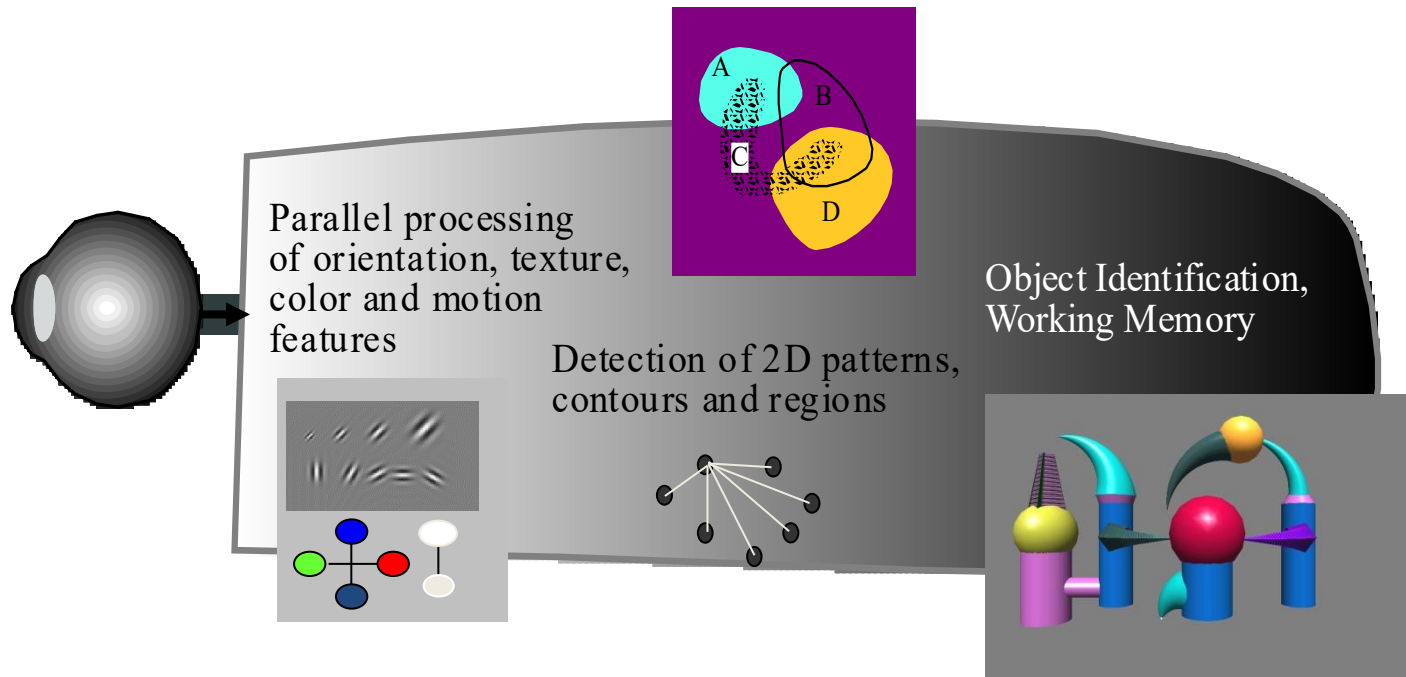 A
B
C
D
Parallel processing
of orientation, texture,
color and motion
features
Detection of 2D patterns,
contours and regions
Object Identification,
Working Memory